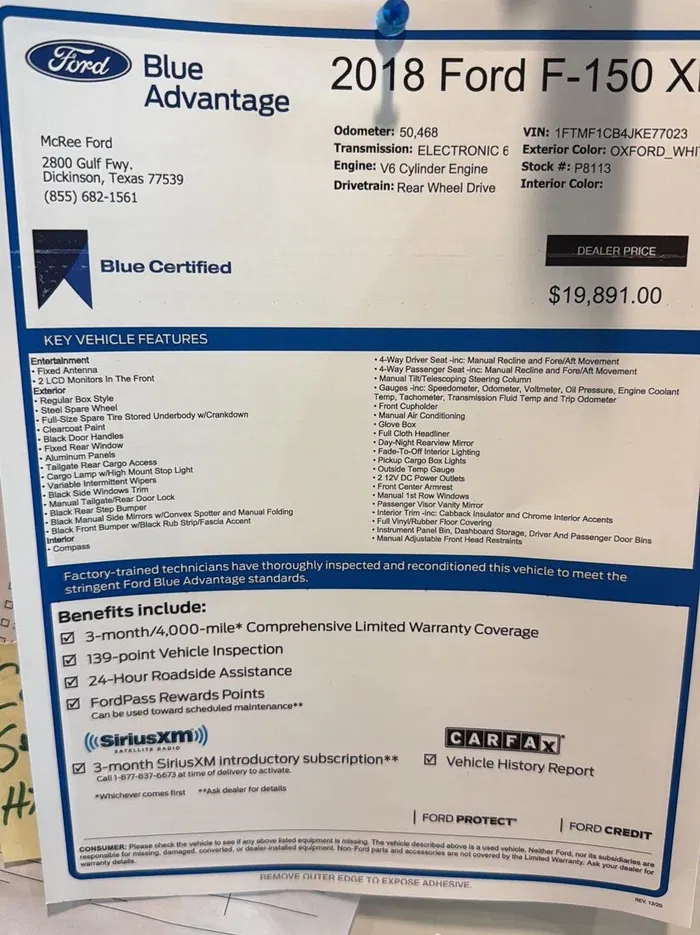 Ford
Blue
Advantage
2018 Ford F-150
McRee Ford
2800 Gulf Fwy.
Dickinson, Texas 77539
(855) 682-1561
Odometer: 50,468
Transmission: ELECTRONIC 6
Engine: V6 Cylinder Engine
Drivetrain: Rear Wheel Drive
VIN: 1FTMF1CB4JKE77023
Exterior Color: OXFORD_WHI
Stock #: P8113
Interior Color:
Blue Certified
DEALER PRICE
$19,891.00
KEY VEHICLE FEATURES
Entertainment
• Fixed Antenna
• 2 LCD Monitors In The Front
Exterior
• Regular Box Style
• Steel Spare Wheel
• Full-Size Spare Tire Stored Underbody w/Crankdown
• Clearcoat Paint
• Black Door Handles
• Fixed Rear Window
• Aluminum Panels
• Tailgate Rear Cargo Access
• Cargo Lamp w/High Mount Stop Light
• Variable Intermittent Wipers
• Black Side Windows Trim
• Manual Tailgate/Rear Door Lock
• Black Rear Step Bumper
• Black Manual Side Mirrors w/Convex Spotter and Manual Folding
• Black Front Bumper w/Black Rub Strip/Fascia Accent
Interior
• Compass
• 4-Way Driver Seat -inc: Manual Recline and Fore/Aft Movement
• 4-Way Passenger Seat -inc: Manual Recline and Fore/Aft Movement
• Manual Tilt/Telescoping Steering Column
• Gauges -inc: Speedometer, Odometer, Voltmeter, Oil Pressure, Engine Coolant
Temp, Tachometer, Transmission Fluid Temp and Trip Odometer
• Front Cupholder
• Manual Air Conditioning
• Glove Box
• Full Cloth Headliner
• Day-Night Rearview Mirror
• Fade-To-Off Interior Lighting
• Pickup Cargo Box Lights
• Outside Temp Gauge
• 2 12V DC Power Outlets
• Front Center Armrest
• Manual 1st Row Windows
• Passenger Visor Vanity Mirror
• Interior Trim -inc: Cabback Insulator and Chrome Interior Accents
• Full Vinyl/Rubber Floor Covering
• Instrument Panel Bin, Dashboard Storage, Driver And Passenger Door Bins
• Manual Adjustable Front Head Restraints
Factory-trained technicians have thoroughly inspected and reconditioned this vehicle to meet the
stringent Ford Blue Advantage standards.
Benefits include:
☑ 3-month/4,000-mile* Comprehensive Limited Warranty Coverage
☑ 139-point Vehicle Inspection
☑ 24-Hour Roadside Assistance
☑ FordPass Rewards Points
Can be used toward scheduled maintenance**
((SiriusXM))
SATELLITE RADIO
☑ 3-month SiriusXM introductory subscription**
Call 1-877-837-6673 at time of delivery to activate.
*Whichever comes first **Ask dealer for details
CARFAX
☑ Vehicle History Report
FORD PROTECT
FORD CREDIT
CONSUMER: Please check the vehicle to see if any above listed equipment is missing. The vehicle described above is a used vehicle. Neither Ford, nor its subsidiaries are
responsible for missing, damaged, converted, or dealer-installed equipment. Non-Ford parts and accessories are not covered by the Limited Warranty. Ask your dealer for
warranty details.
REMOVE OUTER EDGE TO EXPOSE ADHESIVE.
REV. 12/20